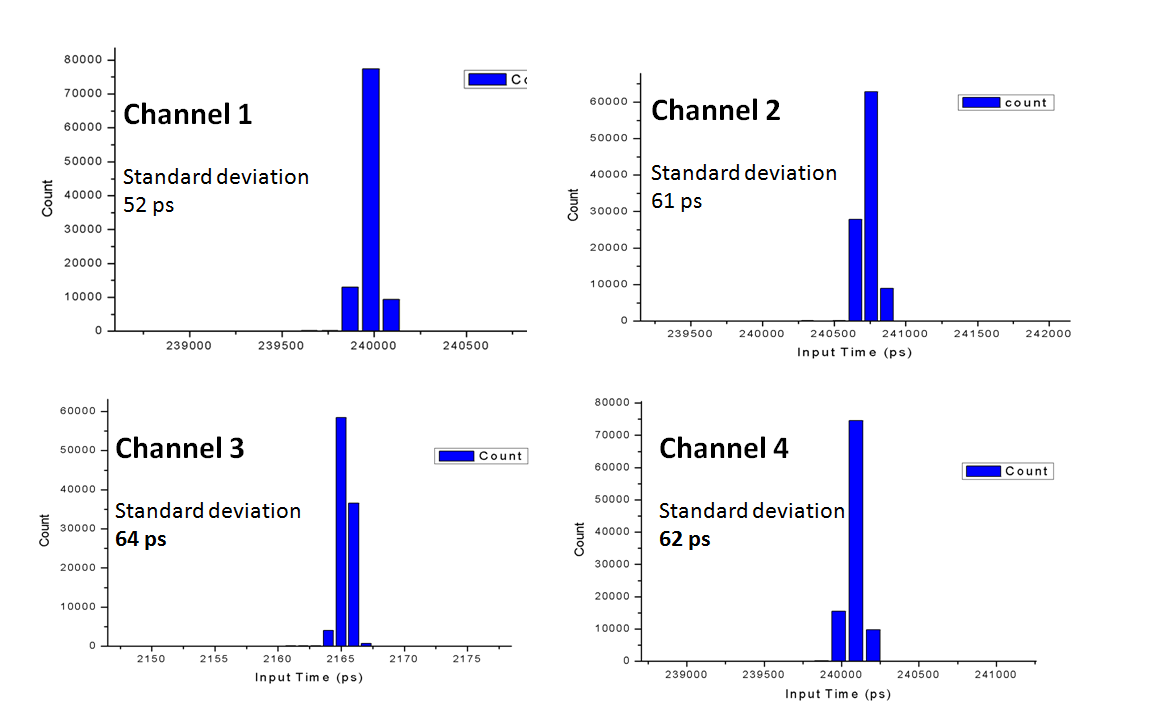 80000
70000
60000
50000
40000
30000
20000
10000
0
Count
Channel 1
Standard deviation
52 ps
239000 239500 240000 240500
60000
50000
40000
30000
20000
10000
0
Count
Channel 2
Standard deviation
61 ps
count
239500 240000 240500 241000 241500 242000
Input Time (ps)
60000
50000
40000
30000
20000
10000
0
Count
Channel 3
Standard deviation
64 ps
Count
2150 2155 2160 2165 2170 2175
Input Time (ps)
80000
70000
60000
50000
40000
30000
20000
10000
0
Count
Channel 4
Standard deviation
62 ps
Count
239000 239500 240000 240500 241000
Input Time (ps)